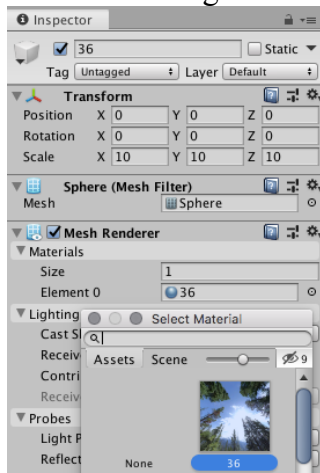 Inspector
36 Static
Tag Untagged Layer Default
Transform
Position X 0 Y 0 Z 0
Rotation X 0 Y 0 Z 0
Scale X 10 Y 10 Z 10
Sphere (Mesh Filter)
Mesh Sphere
Mesh Renderer
Materials
Size 1
Element 0 36
Lighting
Select Material
Cast S
Receiv
Assets Scene 9
Contri
Receiv
Probes
Light P
Reflect
None 36